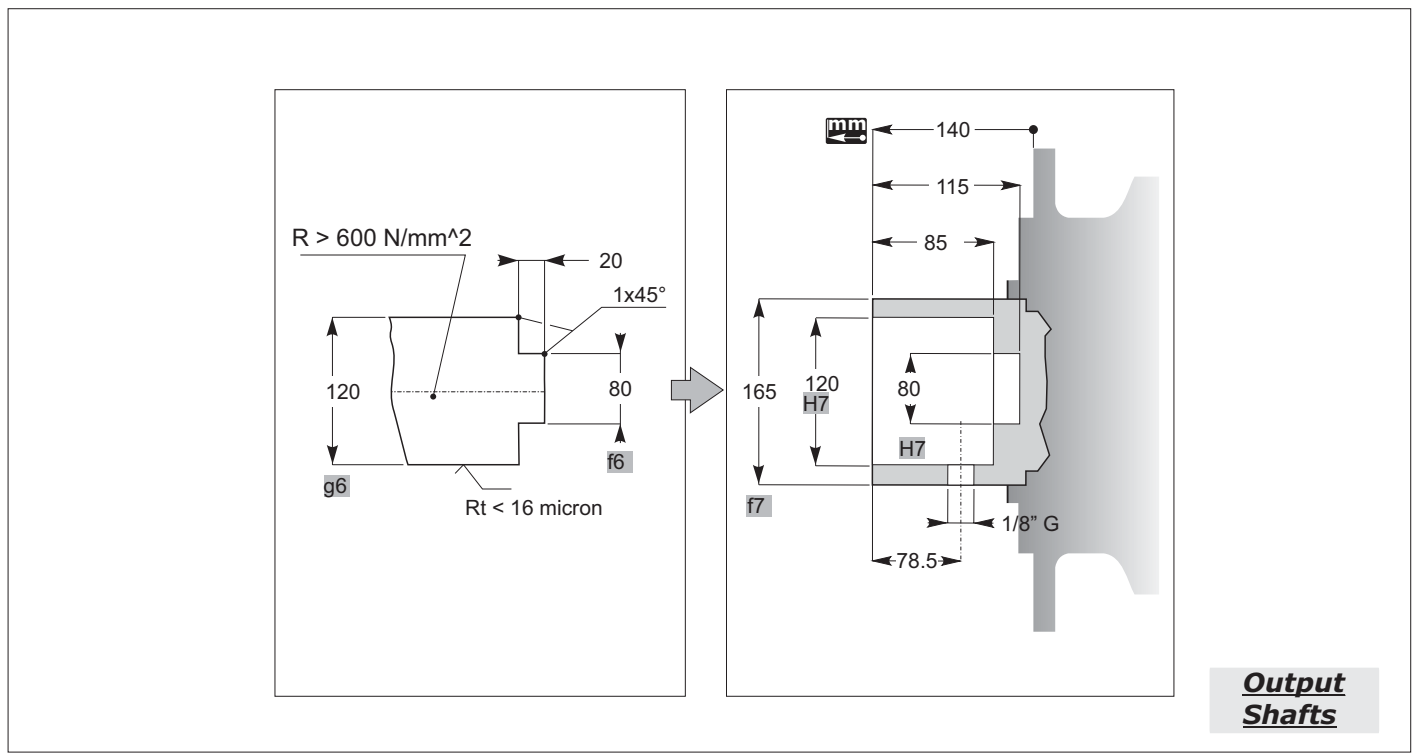 R > 600 N/mm^2
20
1x45°
120
80
g6
f6
Rt < 16 micron
mm
140
115
85
165
120
H7
80
H7
f7
1/8” G
78.5
Output
Shafts